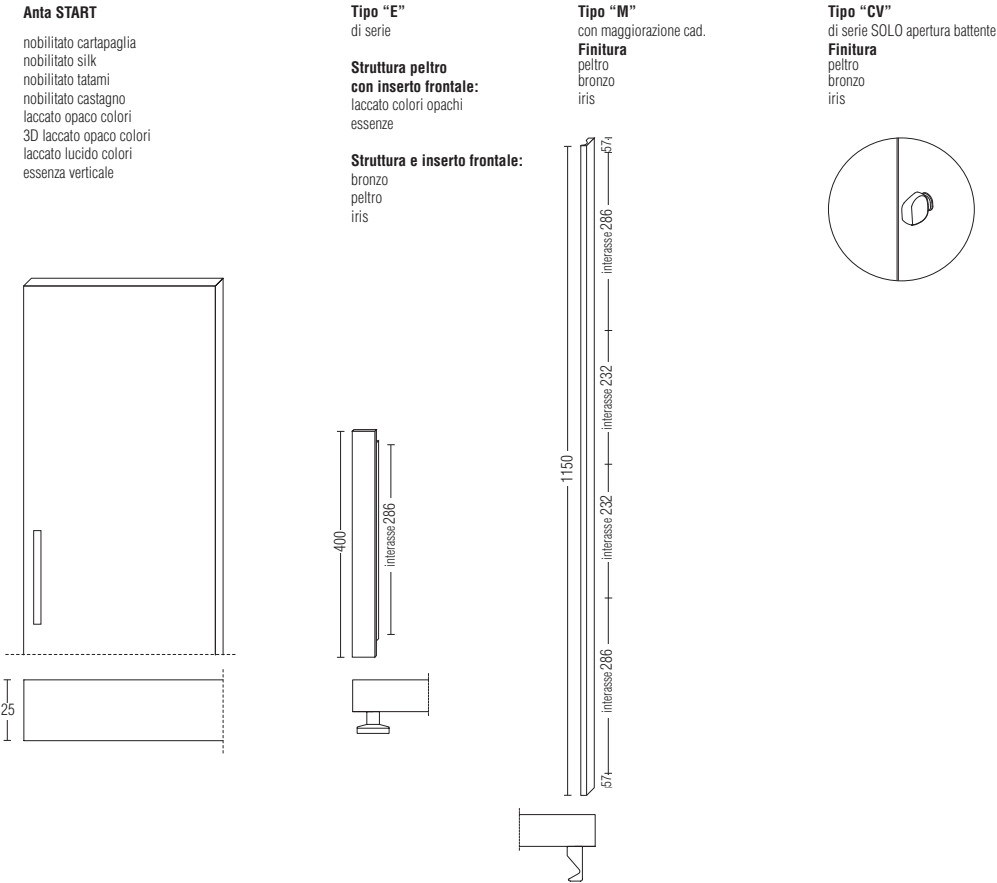 Anta START
nobilitato cartapaglia
nobilitato silk
nobilitato tatami
nobilitato castagno
laccato opaco colori
3D laccato opaco colori
laccato lucido colori
essenza verticale
Tipo “E”
di serie
Struttura peltro
con inserto frontale:
laccato colori opachi
essenze
Struttura e inserto frontale:
bronzo
peltro
iris
Tipo “M”
con maggiorazione cad.
Finitura
peltro
bronzo
iris
Tipo “CV”
di serie SOLO apertura battente
Finitura
peltro
bronzo
iris
25
400
interasse 286
1150
57
interasse 286
interasse 232
interasse 232
interasse 286
57